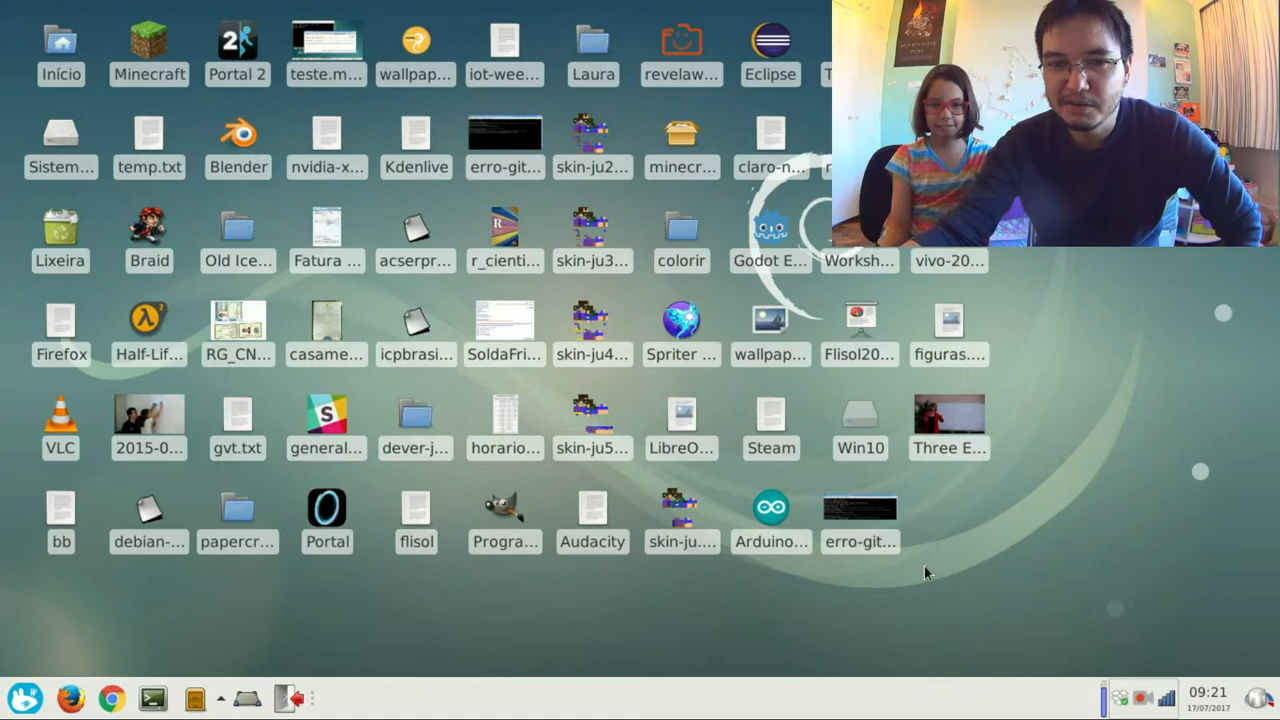 Início Minecraft Portal 2 teste.m... wallpap... iot-wee... Laura revelaw... Eclipse
Sistem... temp.txt Blender nvidia-x... Kdenlive erro-git... skin-ju2... minecr... claro-n...
Lixeira Braid Old Ice... Fatura ... acserpr... r_cienti... skin-ju3... colorir Godot E... Worksh... vivo-20...
Firefox Half-Lif... RG_CN... casame... icpbrasi... SoldaFri... skin-ju4... Spriter ... wallpap... Flisol20... figuras....
VLC 2015-0... gvt.txt general... dever-j... horario... skin-ju5... LibreO... Steam Win10 Three E...
bb debian-... papercr... Portal flisol Progra... Audacity skin-ju.... Arduino... erro-git...
09:21
17/07/2017